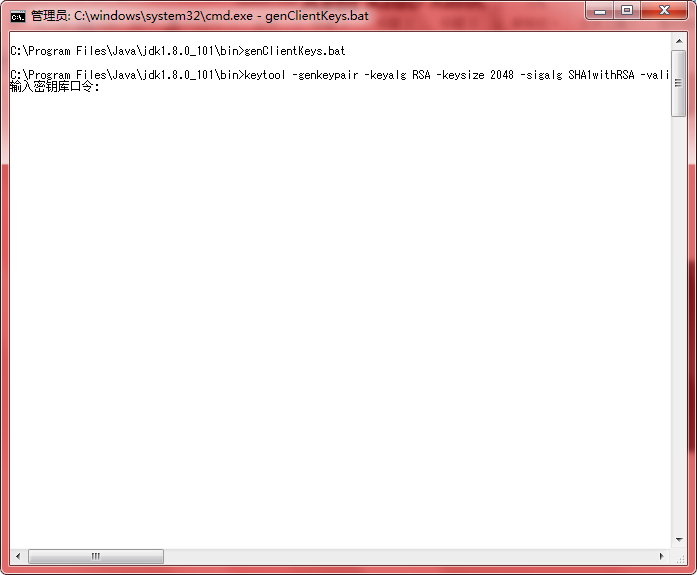 管理员: C:\windows\system32\cmd.exe - genClientKeys.bat
C:\Program Files\Java\jdk1.8.0_101\bin>genClientKeys.bat
C:\Program Files\Java\jdk1.8.0_101\bin>keytool -genkeypair -keyalg RSA -keysize 2048 -sigalg SHA1withRSA -vali
输入密钥库口令: